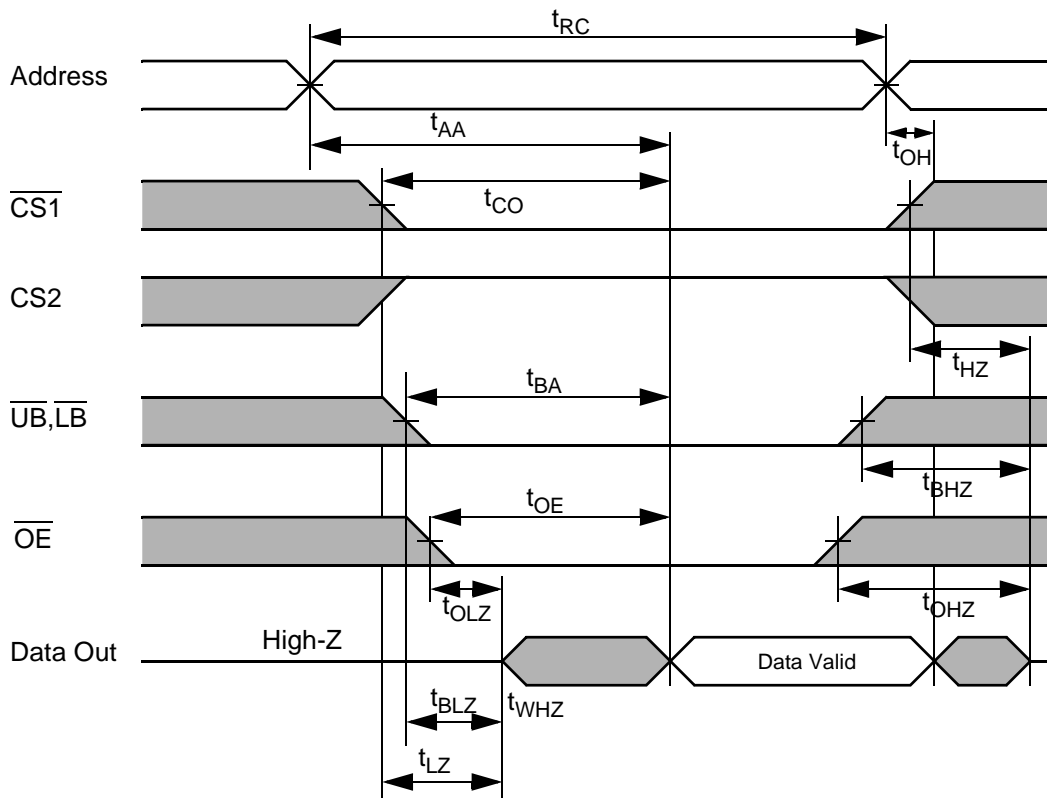 tRC
Address
tAA
tOH
CS1
tCO
CS2
tHZ
tBA
UB,LB
tBHZ
tOE
OE
tOLZ
tOHZ
Data Out
High-Z
Data Valid
tBLZ
tWHZ
tLZ